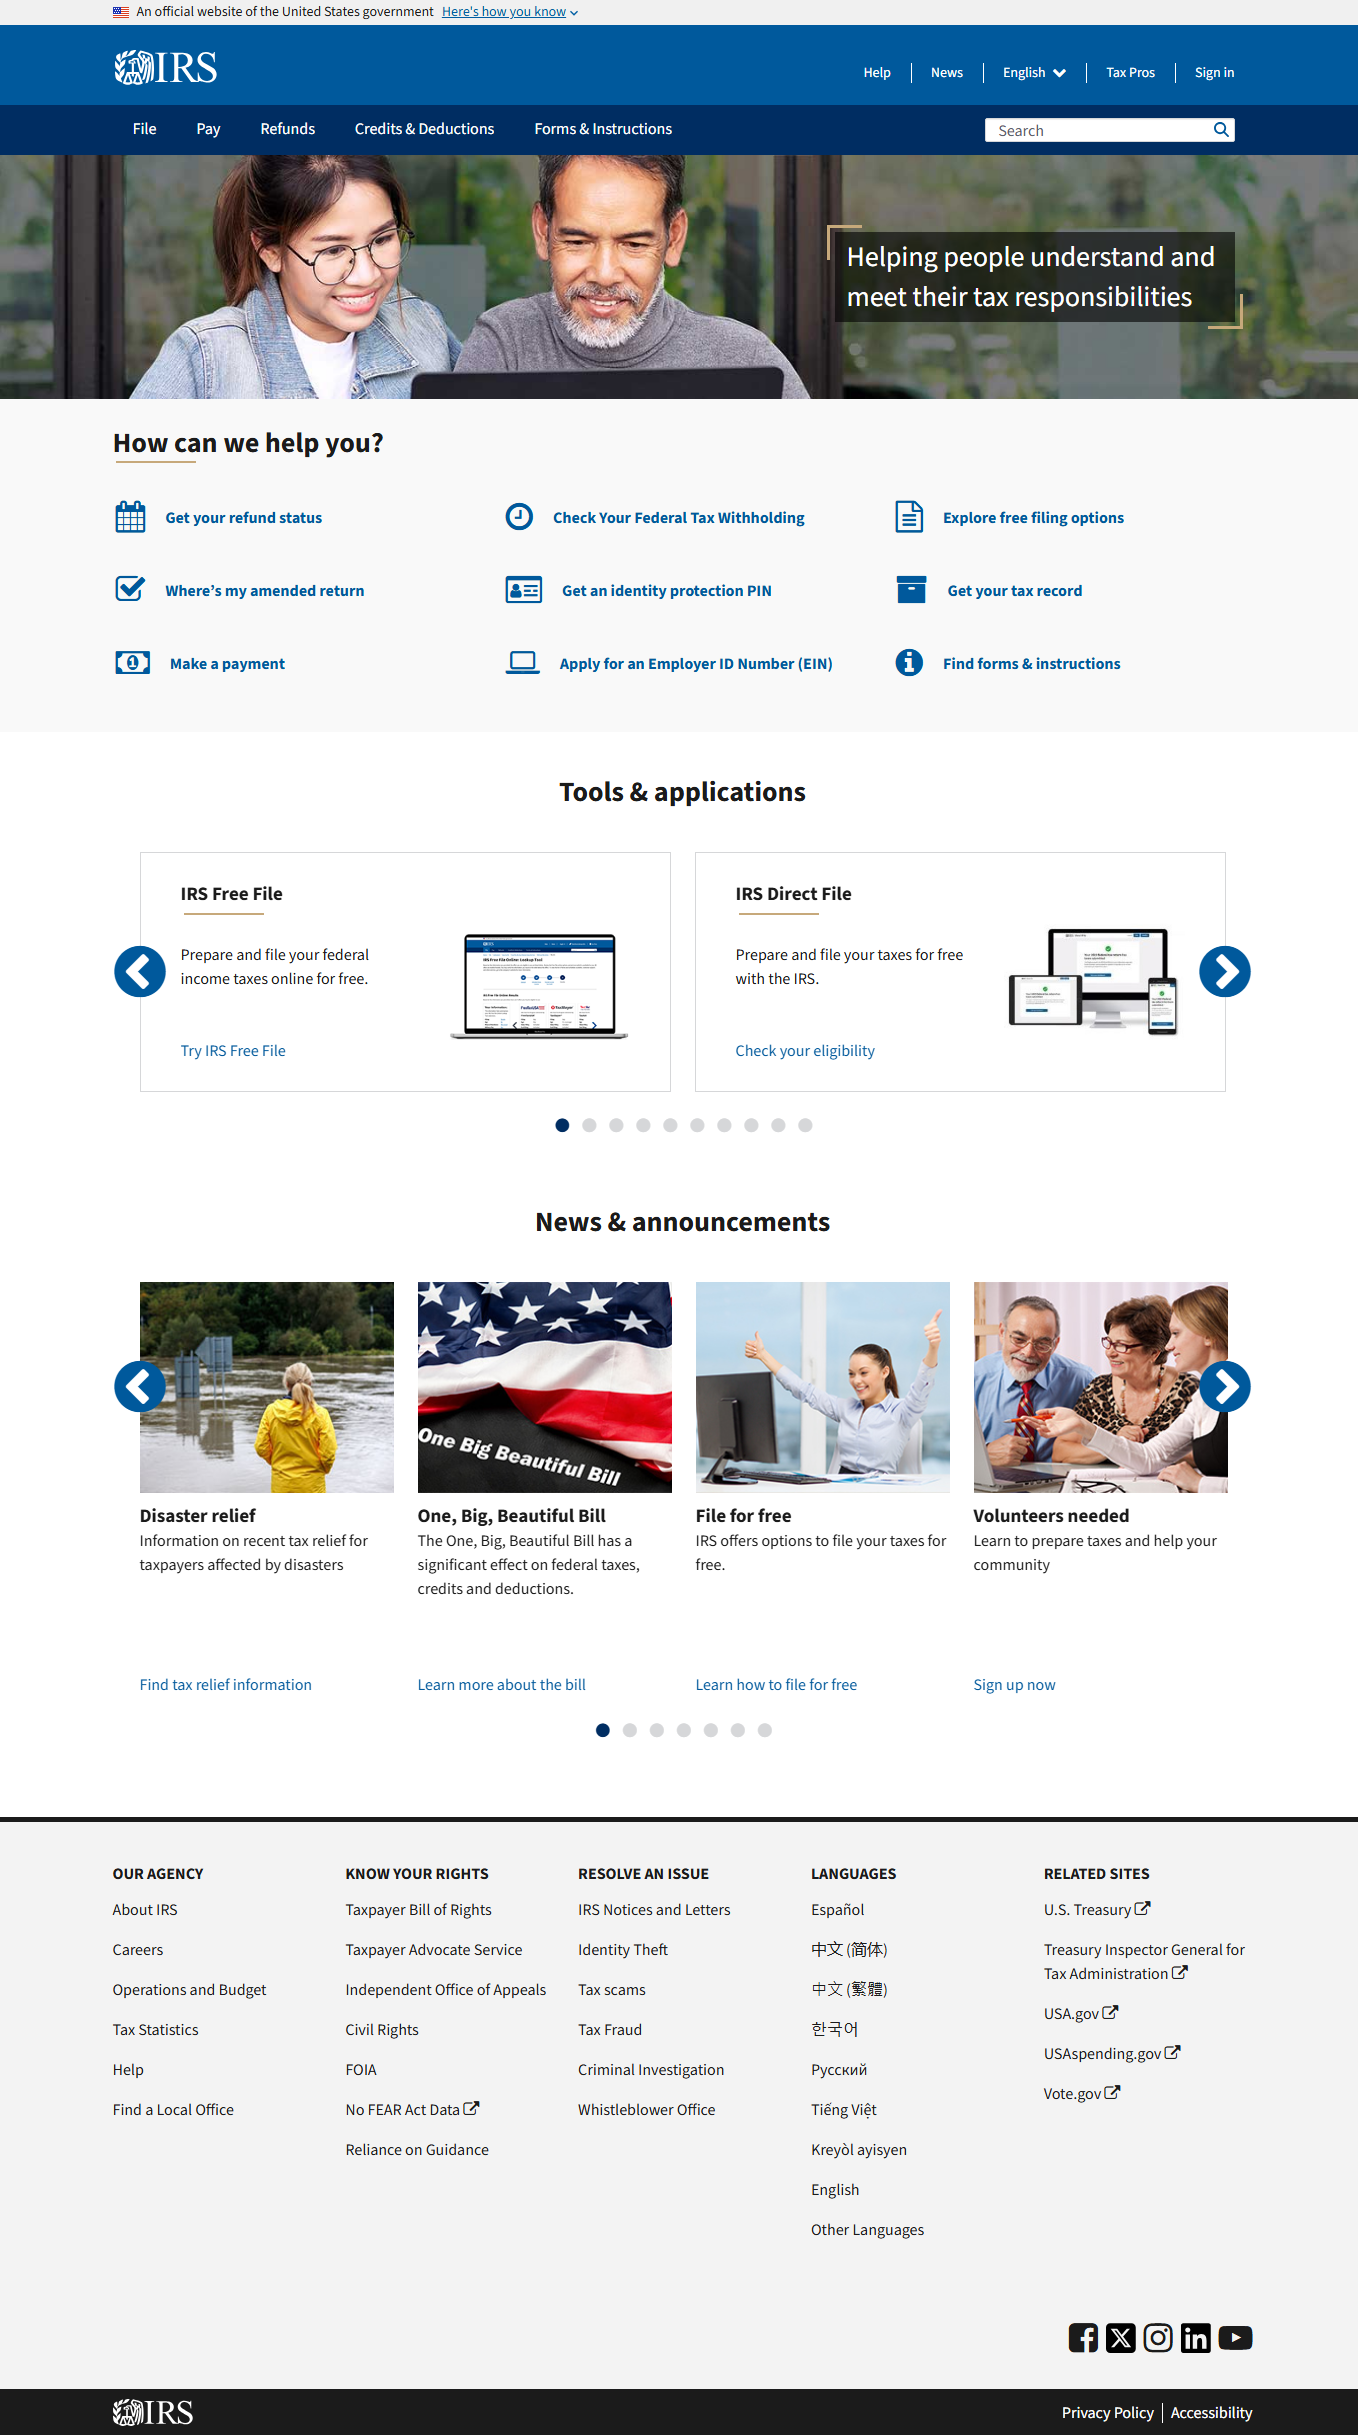 An official website of the United States government Here's how you know
IRS
Help
News
English
Tax Pros
Sign in
File
Pay
Refunds
Credits & Deductions
Forms & Instructions
Search
Helping people understand and
meet their tax responsibilities
How can we help you?
Get your refund status
Check Your Federal Tax Withholding
Explore free filing options
Where’s my amended return
Get an identity protection PIN
Get your tax record
Make a payment
Apply for an Employer ID Number (EIN)
Find forms & instructions
Tools & applications
IRS Free File
Prepare and file your federal
income taxes online for free.
Try IRS Free File
IRS Direct File
Prepare and file your taxes for free
with the IRS.
Check your eligibility
News & announcements
One Big Beautiful Bill
Disaster relief
Information on recent tax relief for
taxpayers affected by disasters
Find tax relief information
One, Big, Beautiful Bill
The One, Big, Beautiful Bill has a
significant effect on federal taxes,
credits and deductions.
Learn more about the bill
File for free
IRS offers options to file your taxes for
free.
Learn how to file for free
Volunteers needed
Learn to prepare taxes and help your
community
Sign up now
OUR AGENCY
About IRS
Careers
Operations and Budget
Tax Statistics
Help
Find a Local Office
KNOW YOUR RIGHTS
Taxpayer Bill of Rights
Taxpayer Advocate Service
Independent Office of Appeals
Civil Rights
FOIA
No FEAR Act Data
Reliance on Guidance
RESOLVE AN ISSUE
IRS Notices and Letters
Identity Theft
Tax scams
Tax Fraud
Criminal Investigation
Whistleblower Office
LANGUAGES
Español
中文 (简体)
中文 (繁體)
한국어
Русский
Tiếng Việt
Kreyòl ayisyen
English
Other Languages
RELATED SITES
U.S. Treasury
Treasury Inspector General for
Tax Administration
USA.gov
USAspending.gov
Vote.gov
IRS
Privacy Policy
Accessibility